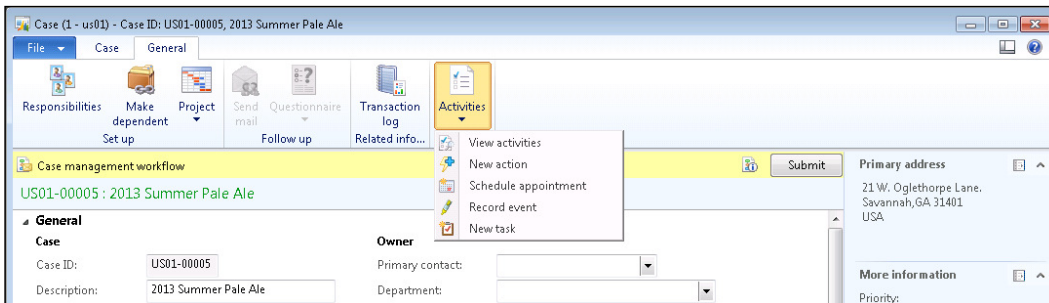 Case (1 - us01) - Case ID: US01-00005, 2013 Summer Pale Ale
File Case General
Responsibilities Make dependent Project Send mail Questionnaire Transaction log Activities
Set up Follow up Related info...
View activities
New action
Schedule appointment
Record event
New task
Case management workflow Submit
US01-00005 : 2013 Summer Pale Ale
General
Case Owner
Case ID: US01-00005 Primary contact:
Description: 2013 Summer Pale Ale Department:
Primary address
21 W. Oglethorpe Lane.
Savannah,GA 31401
USA
More information
Priority: